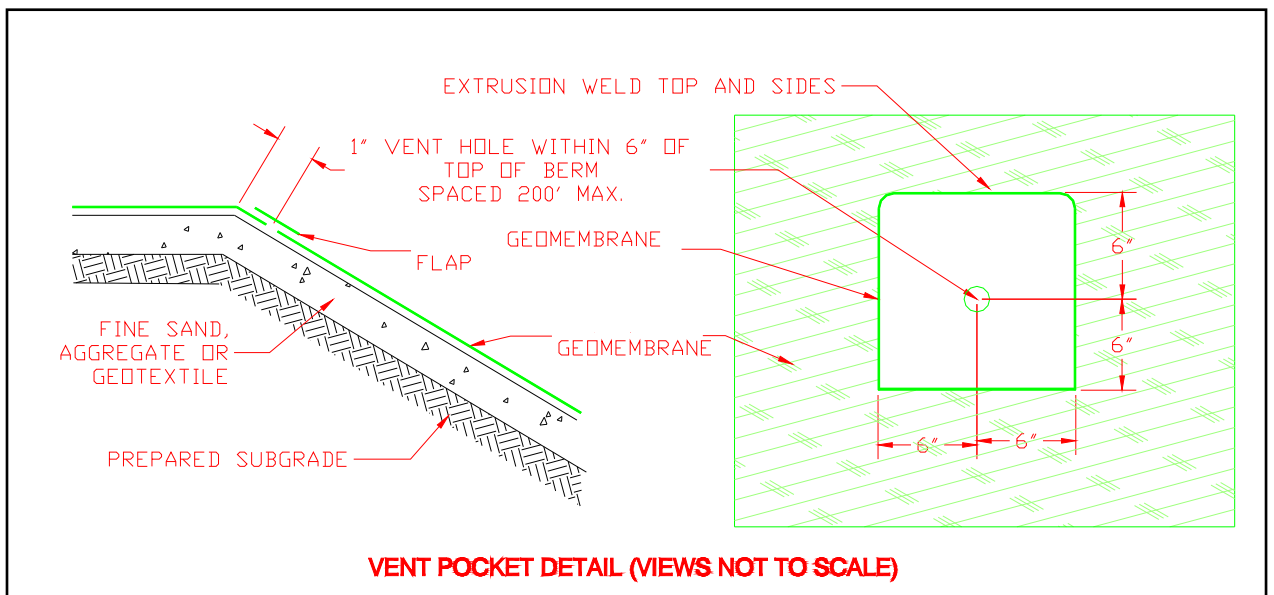 EXTRUSION WELD TOP AND SIDES
1" VENT HOLE WITHIN 6" OF
TOP OF BERM
SPACED 200' MAX.
GEOMEMBRANE
FLAP
6"
FINE SAND,
AGGREGATE OR
GEOTEXTILE
GEOMEMBRANE
6"
PREPARED SUBGRADE
6"
6"
VENT POCKET DETAIL (VIEWS NOT TO SCALE)